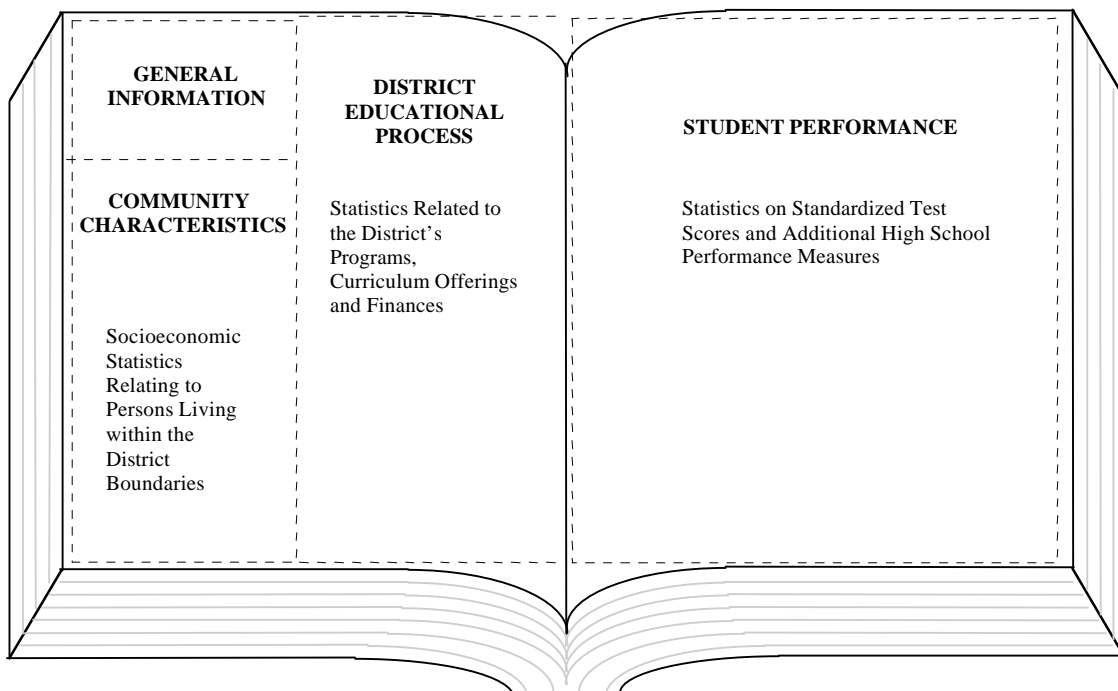 GENERAL
INFORMATION
COMMUNITY
CHARACTERISTICS
Socioeconomic
Statistics
Relating to
Persons Living
within the
District
Boundaries
DISTRICT
EDUCATIONAL
PROCESS
Statistics Related to
the District's
Programs,
Curriculum Offerings
and Finances
STUDENT PERFORMANCE
Statistics on Standardized Test
Scores and Additional High School
Performance Measures